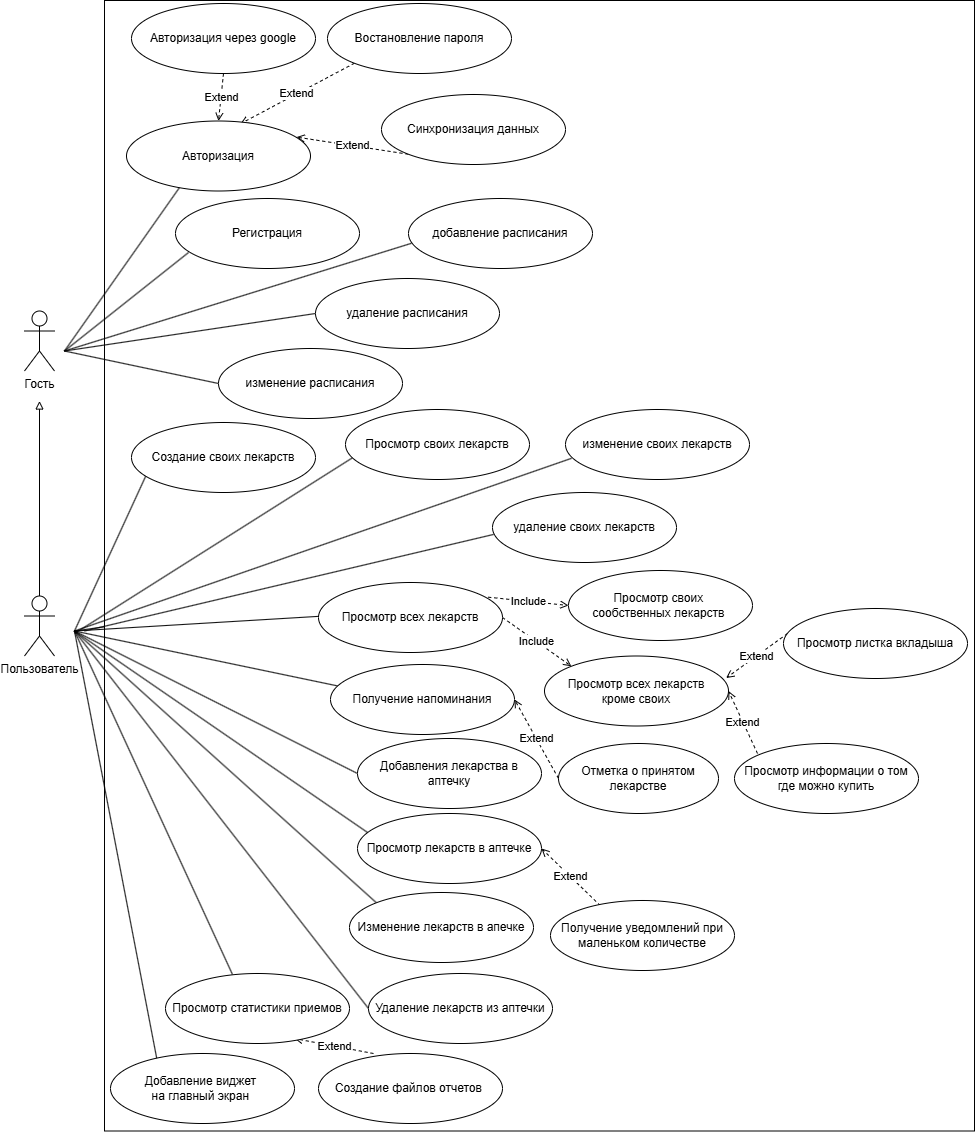 Авторизация через google
Востановление пароля
Extend
Extend
Синхронизация данных
Extend
Авторизация
Регистрация
добавление расписания
удаление расписания
изменение расписания
Гость
Создание своих лекарств
Просмотр своих лекарств
изменение своих лекарств
удаление своих лекарств
Просмотр всех лекарств
Include
Просмотр своих
сообственных лекарств
Include
Просмотр листка вкладыша
Extend
Пользователь
Просмотр всех лекарств
кроме своих
Получение напоминания
Extend
Extend
Добавления лекарства в
аптечку
Отметка о принятом
лекарстве
Просмотр информации о том
где можно купить
Просмотр лекарств в аптечке
Extend
Изменение лекарств в апечке
Получение уведомлений при
маленьком количестве
Просмотр статистики приемов
Удаление лекарств из аптечки
Extend
Добавление виджет
на главный экран
Создание файлов отчетов